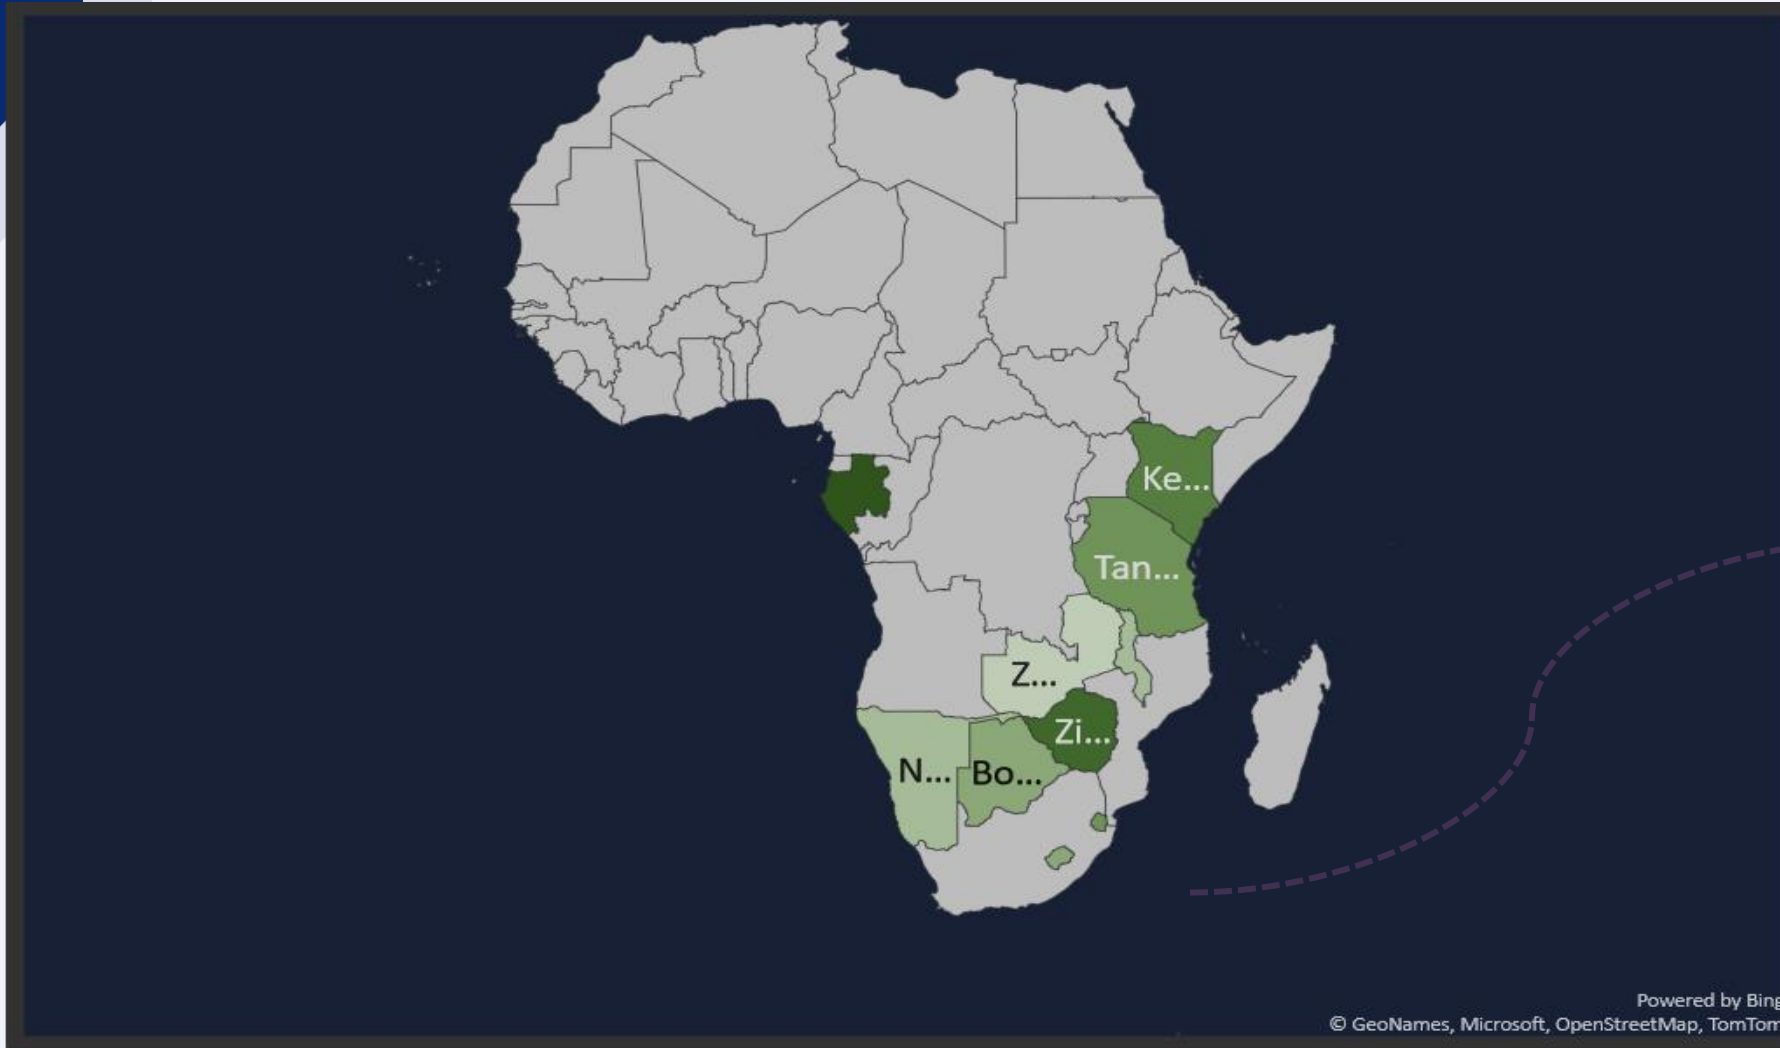 Ke...
Tan...
Z...
Zi...
N...
Bo...
Powered by Bing
© GeoNames, Microsoft, OpenStreetMap, TomTom